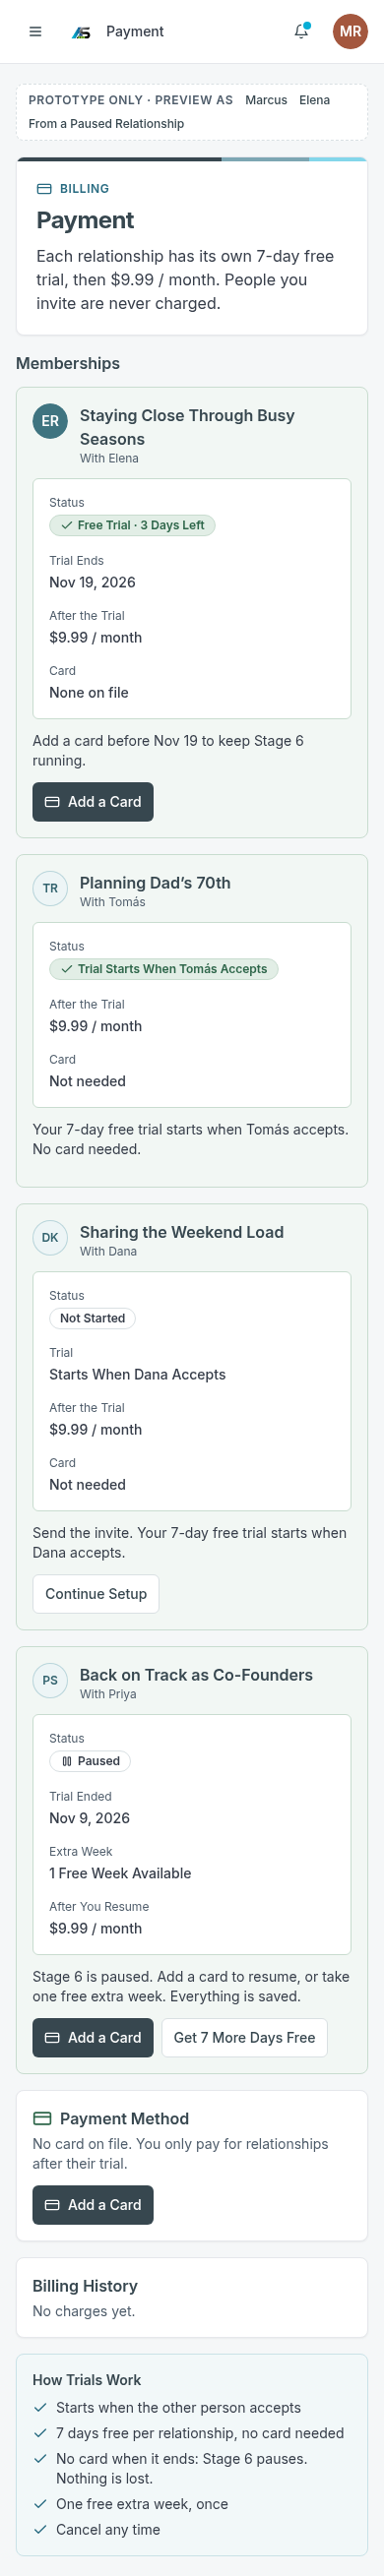 Payment
MR
PROTOTYPE ONLY · PREVIEW AS Marcus Elena
From a Paused Relationship
BILLING
Payment
Each relationship has its own 7-day free
trial, then $9.99 / month. People you
invite are never charged.
Memberships
ER
Staying Close Through Busy
Seasons
With Elena
Status
Free Trial · 3 Days Left
Trial Ends
Nov 19, 2026
After the Trial
$9.99 / month
Card
None on file
Add a card before Nov 19 to keep Stage 6
running.
Add a Card
TR
Planning Dad’s 70th
With Tomás
Status
Trial Starts When Tomás Accepts
After the Trial
$9.99 / month
Card
Not needed
Your 7-day free trial starts when Tomás accepts.
No card needed.
DK
Sharing the Weekend Load
With Dana
Status
Not Started
Trial
Starts When Dana Accepts
After the Trial
$9.99 / month
Card
Not needed
Send the invite. Your 7-day free trial starts when
Dana accepts.
Continue Setup
PS
Back on Track as Co-Founders
With Priya
Status
Paused
Trial Ended
Nov 9, 2026
Extra Week
1 Free Week Available
After You Resume
$9.99 / month
Stage 6 is paused. Add a card to resume, or take
one free extra week. Everything is saved.
Add a Card Get 7 More Days Free
Payment Method
No card on file. You only pay for relationships
after their trial.
Add a Card
Billing History
No charges yet.
How Trials Work
Starts when the other person accepts
7 days free per relationship, no card needed
No card when it ends: Stage 6 pauses.
Nothing is lost.
One free extra week, once
Cancel any time